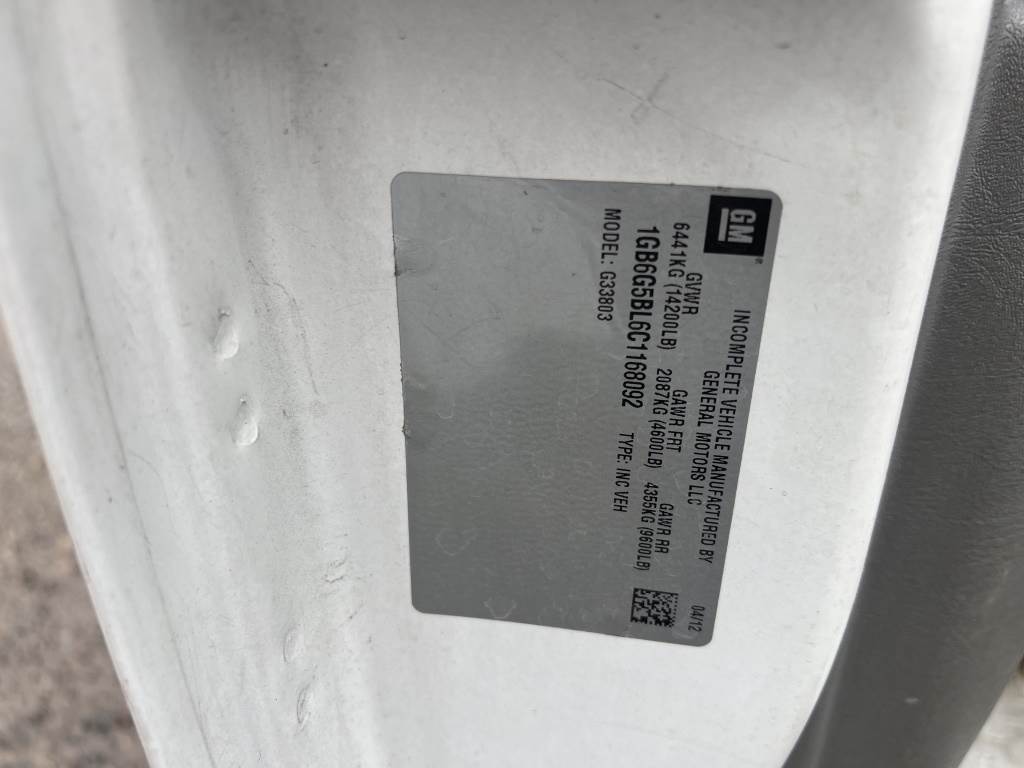 GM
®
INCOMPLETE VEHICLE MANUFACTURED BY
GENERAL MOTORS LLC
04/12
GVWR GAWR FRT GAWR RR
6441KG (14200LB) 2087KG (4600LB) 4355KG (9600LB)
1GB6G5BL6C1168092
TYPE: INC VEH
MODEL: G33803